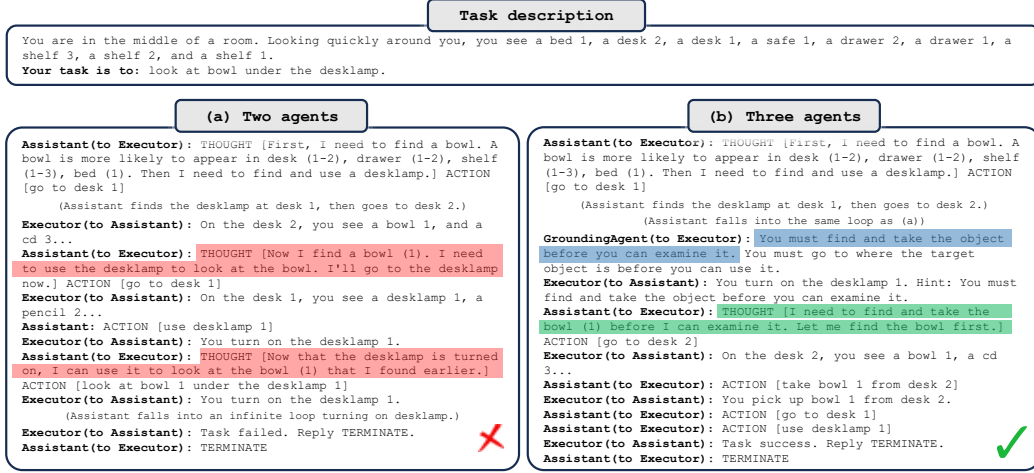 Task description
You are in the middle of a room. Looking quickly around you, you see a bed 1, a desk 2, a desk 1, a safe 1, a drawer 2, a drawer 1, a
shelf 3, a shelf 2, and a shelf 1.
Your task is to: look at bowl under the desklamp.
(a) Two agents
Assistant(to Executor): THOUGHT [First, I need to find a bowl. A
bowl is more likely to appear in desk (1-2), drawer (1-2), shelf
(1-3), bed (1). Then I need to find and use a desklamp.] ACTION
[go to desk 1]
(Assistant finds the desklamp at desk 1, then goes to desk 2.)
Executor(to Assistant): On the desk 2, you see a bowl 1, and a
cd 3...
Assistant(to Executor): THOUGHT [Now I find a bowl (1). I need
to use the desklamp to look at the bowl. I'll go to the desklamp
now.] ACTION [go to desk 1]
Executor(to Assistant): On the desk 1, you see a desklamp 1, a
pencil 2...
Assistant: ACTION [use desklamp 1]
Executor(to Assistant): You turn on the desklamp 1.
Assistant(to Executor): THOUGHT [Now that the desklamp is turned
on, I can use it to look at the bowl (1) that I found earlier.]
ACTION [look at bowl 1 under the desklamp 1]
Executor(to Assistant): You turn on the desklamp 1.
(Assistant falls into an infinite loop turning on desklamp.)
Executor(to Assistant): Task failed. Reply TERMINATE.
Assistant(to Executor): TERMINATE
(b) Three agents
Assistant(to Executor): THOUGHT [First, I need to find a bowl. A
bowl is more likely to appear in desk (1-2), drawer (1-2), shelf
(1-3), bed (1). Then I need to find and use a desklamp.] ACTION
[go to desk 1]
(Assistant finds the desklamp at desk 1, then goes to desk 2.)
(Assistant falls into the same loop as (a))
GroundingAgent(to Executor): You must find and take the object
before you can examine it. You must go to where the target
object is before you can use it.
Executor(to Assistant): You turn on the desklamp 1. Hint: You must
find and take the object before you can examine it.
Assistant(to Executor): THOUGHT [I need to find and take the
bowl (1) before I can examine it. Let me find the bowl first.]
ACTION [go to desk 2]
Executor(to Assistant): On the desk 2, you see a bowl 1, a cd
3...
Assistant(to Executor): ACTION [take bowl 1 from desk 2]
Executor(to Assistant): You pick up bowl 1 from desk 2.
Assistant(to Executor): ACTION [go to desk 1]
Assistant(to Executor): ACTION [use desklamp 1]
Executor(to Assistant): Task success. Reply TERMINATE.
Assistant(to Executor): TERMINATE